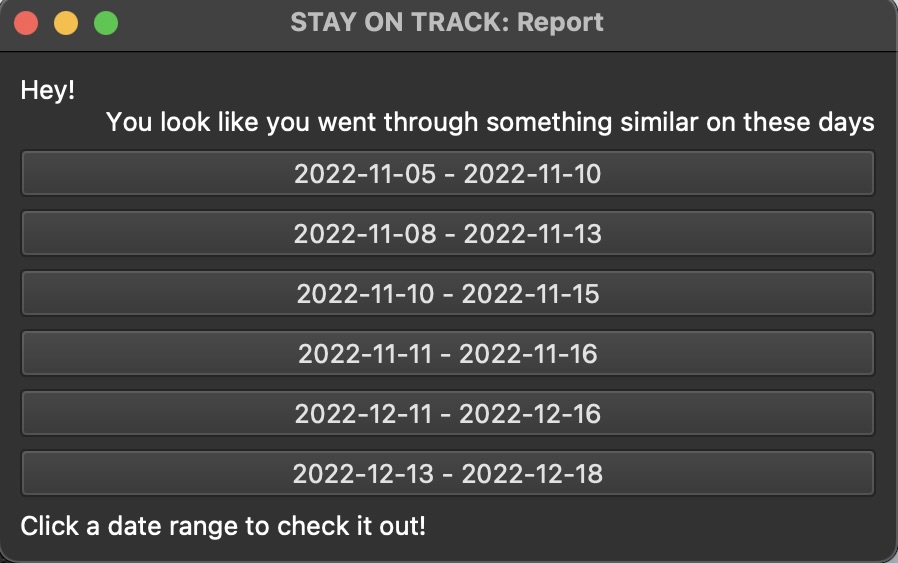 STAY ON TRACK: Report
Hey!
You look like you went through something similar on these days
2022-11-05 - 2022-11-10
2022-11-08 - 2022-11-13
2022-11-10 - 2022-11-15
2022-11-11 - 2022-11-16
2022-12-11 - 2022-12-16
2022-12-13 - 2022-12-18
Click a date range to check it out!